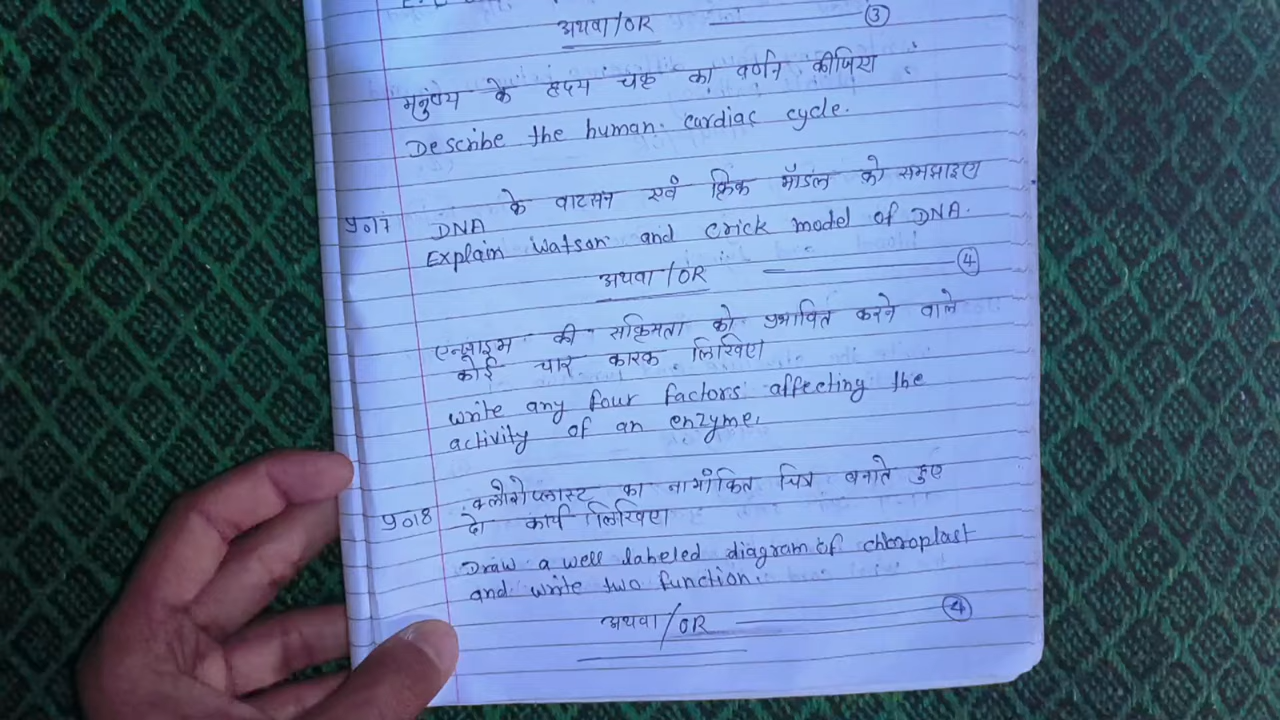 अथवा/OR ③
मनुष्य के हृदय चक्र का वर्णन कीजिए
Describe the human cardiac cycle.
प्र०17 DNA के वाटसन एवं क्रिक मॉडल को समझाइए
Explain Watson and Crick model of DNA.
अथवा/OR ④
एन्जाइम की सक्रियता को प्रभावित करने वाले
कोई चार कारक लिखिए
Write any four factors affecting the
activity of an enzyme.
प्र०18 क्लोरोप्लास्ट का नामांकित चित्र बनाते हुए
दो कार्य लिखिए
Draw a well labeled diagram of chloroplast
and write two function.
अथवा/OR ④